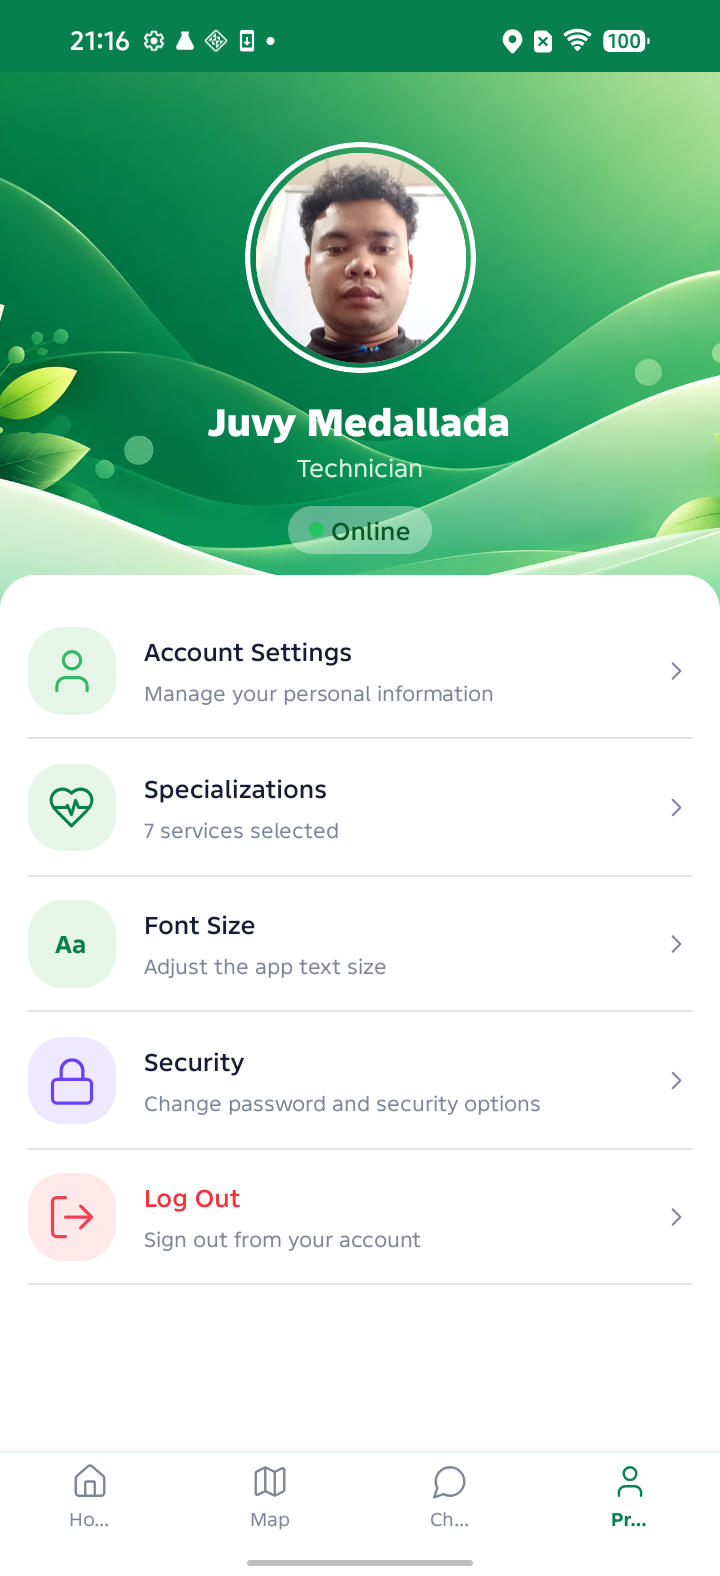 21:16
100
Juvy Medallada
Technician
Online
Account Settings
Manage your personal information
Specializations
7 services selected
Aa
Font Size
Adjust the app text size
Security
Change password and security options
Log Out
Sign out from your account
Ho...
Map
Ch...
Pr...